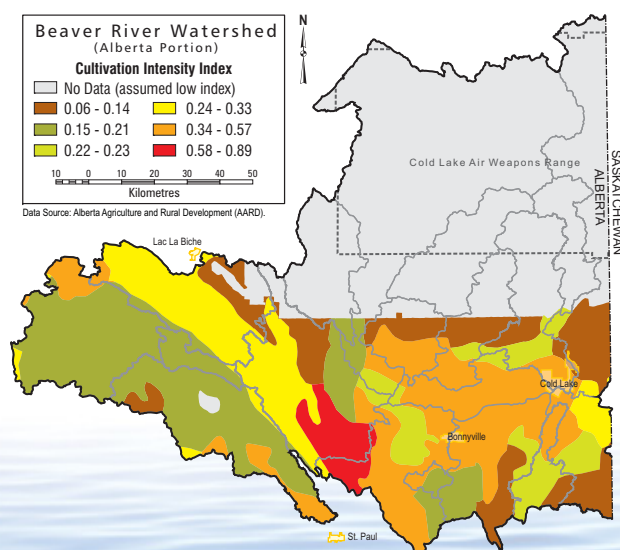 Beaver River Watershed
(Alberta Portion)
Cultivation Intensity Index
No Data (assumed low index)
0.06 - 0.14 0.24 - 0.33
0.15 - 0.21 0.34 - 0.57
0.22 - 0.23 0.58 - 0.89
10 0 10 20 30 40 50
Kilometres
Data Source: Alberta Agriculture and Rural Development (AARD).
N
Cold Lake Air Weapons Range
ALBERTA
SASKATCHEWAN
Lac La Biche
Cold Lake
Bonnyville
St. Paul